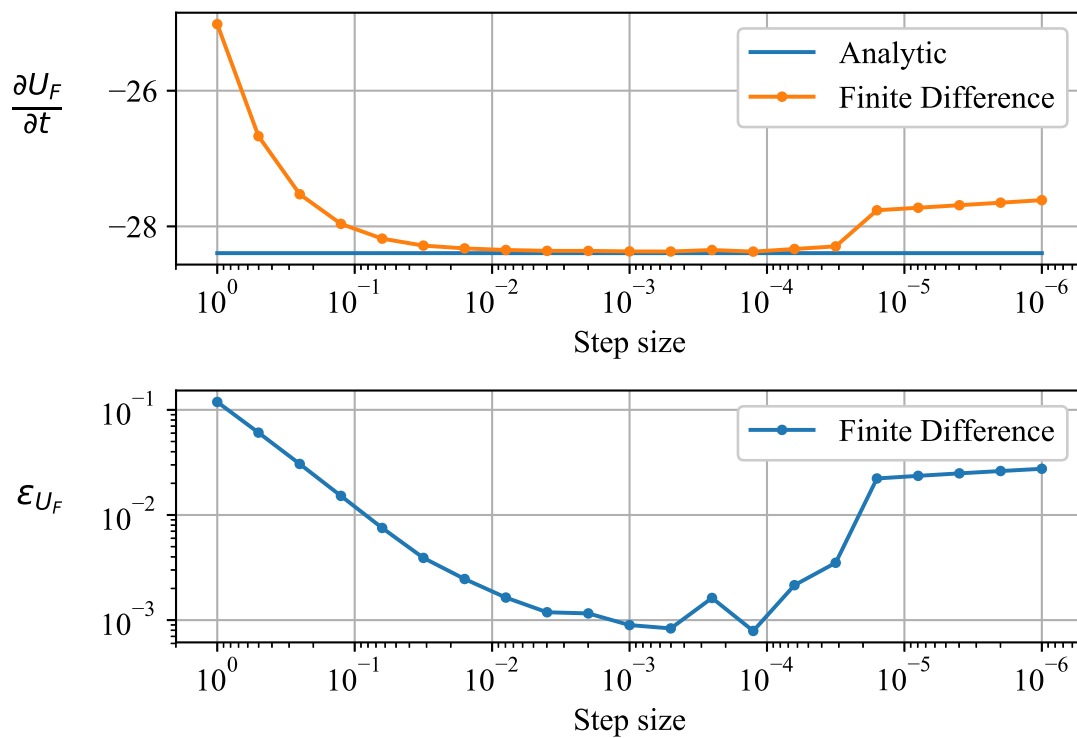 ∂U_F/∂t
−26
−28
Analytic
Finite Difference
10^0 10^-1 10^-2 10^-3 10^-4 10^-5 10^-6
Step size
ε_{U_F}
10^-1
10^-2
10^-3
Finite Difference
10^0 10^-1 10^-2 10^-3 10^-4 10^-5 10^-6
Step size